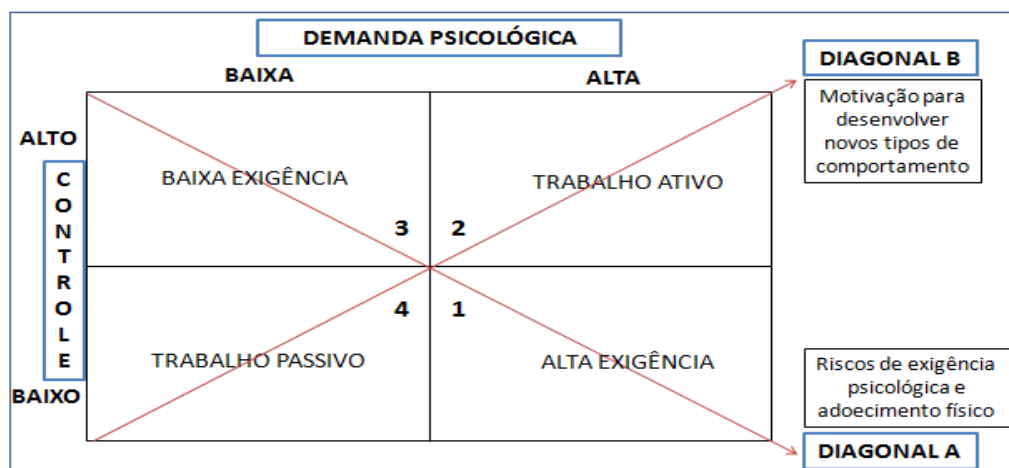 DEMANDA PSICOLÓGICA
BAIXA
ALTA
DIAGONAL B
Motivação para
desenvolver
novos tipos de
comportamento
ALTO
CONTROLE
BAIXO
BAIXA EXIGÊNCIA
TRABALHO ATIVO
3
2
4
1
TRABALHO PASSIVO
ALTA EXIGÊNCIA
Riscos de exigência
psicológica e
adoecimento físico
DIAGONAL A